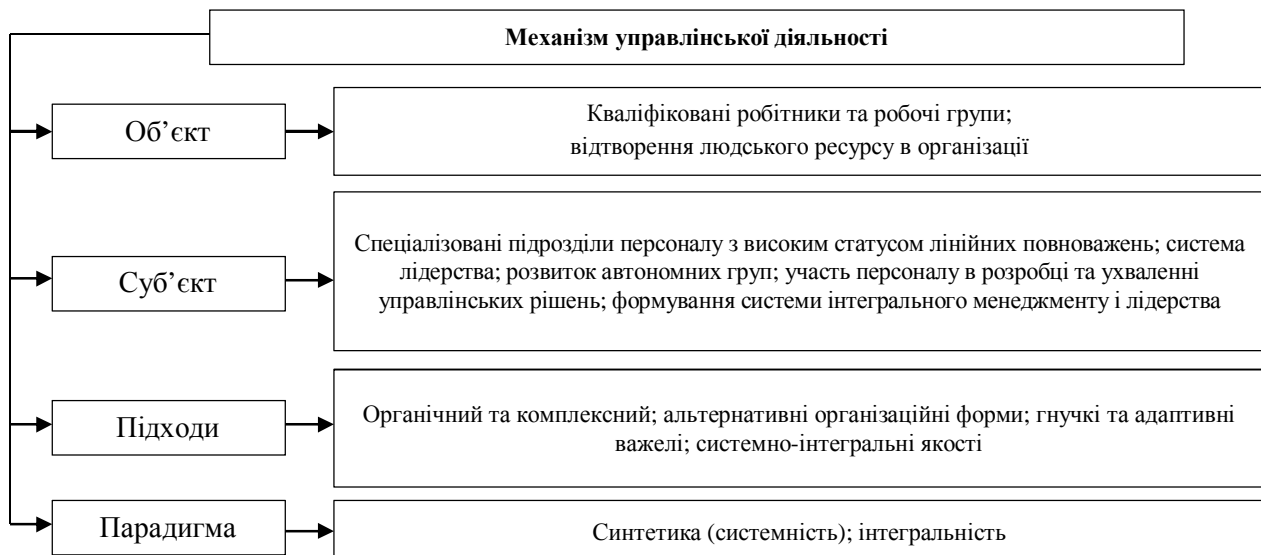 Механізм управлінської діяльності
Об’єкт
Кваліфіковані робітники та робочі групи;
відтворення людського ресурсу в організації
Суб’єкт
Спеціалізовані підрозділи персоналу з високим статусом лінійних повноважень; система
лідерства; розвиток автономних груп; участь персоналу в розробці та ухваленні
управлінських рішень; формування системи інтегрального менеджменту і лідерства
Підходи
Органічний та комплексний; альтернативні організаційні форми; гнучкі та адаптивні
важелі; системно-інтегральні якості
Парадигма
Синтетика (системність); інтегральність